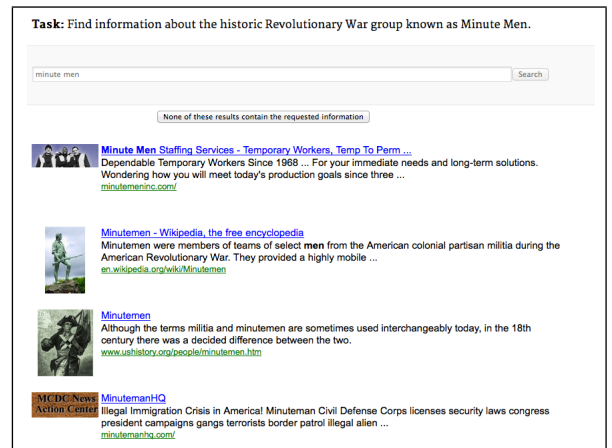 Task: Find information about the historic Revolutionary War group known as Minute Men.
minute men
Search
None of these results contain the requested information
Minute Men Staffing Services - Temporary Workers, Temp To Perm ...
Dependable Temporary Workers Since 1968 ... For your immediate needs and long-term solutions.
Wondering how you will meet today's production goals since three ...
minutemeninc.com/
Minutemen - Wikipedia, the free encyclopedia
Minutemen were members of teams of select men from the American colonial partisan militia during the
American Revolutionary War. They provided a highly mobile ...
en.wikipedia.org/wiki/Minutemen
Minutemen
Although the terms militia and minutemen are sometimes used interchangeably today, in the 18th
century there was a decided difference between the two.
www.ushistory.org/people/minutemen.htm
MCDC News
Action Center
MinutemanHQ
Illegal Immigration Crisis in America! Minuteman Civil Defense Corps licenses security laws congress
president campaigns gangs terrorists border patrol illegal alien ...
minutemanhq.com/